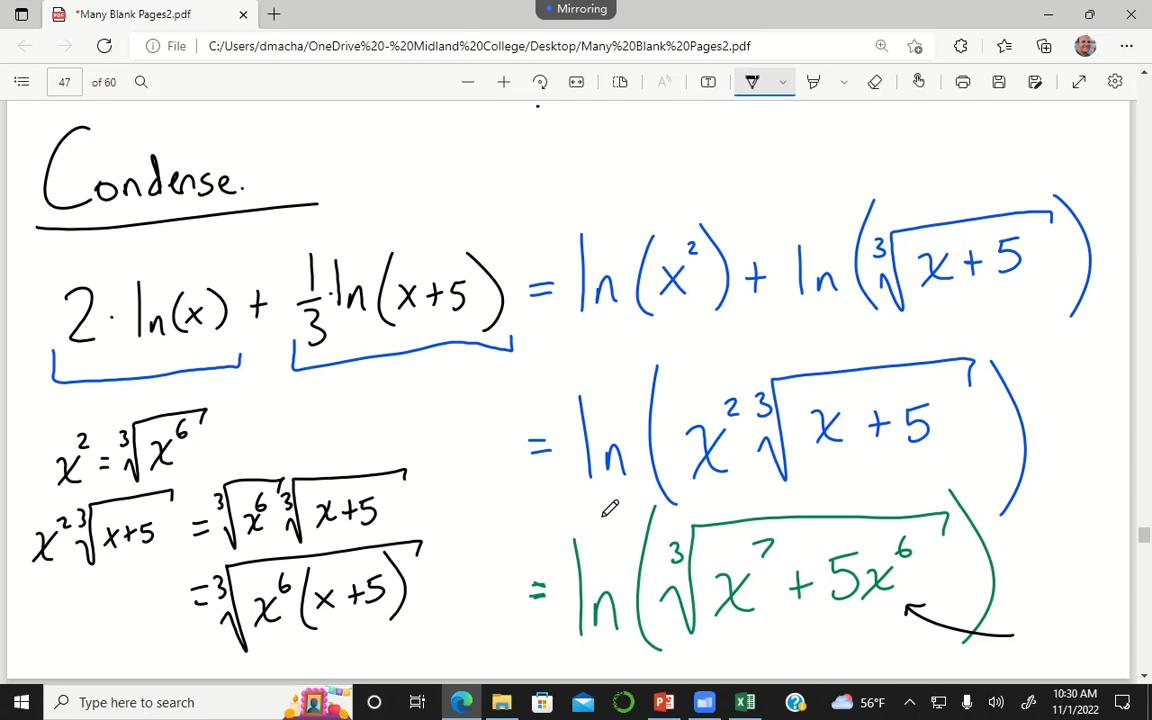 *Many Blank Pages2.pdf
Mirroring
File C:/Users/dmacha/OneDrive%20-%20Midland%20College/Desktop/Many%20Blank%20Pages2.pdf
47 of 60
Condense.
2 · ln(x) + 1/3 · ln(x+5) = ln(x²) + ln(∛(x+5))
= ln(x² ∛(x+5))
x² = ∛(x⁶)
x² ∛(x+5) = ∛(x⁶) ∛(x+5)
= ∛(x⁶(x+5))
= ln(∛(x⁷ + 5x⁶))
Type here to search
56°F
10:30 AM
11/1/2022